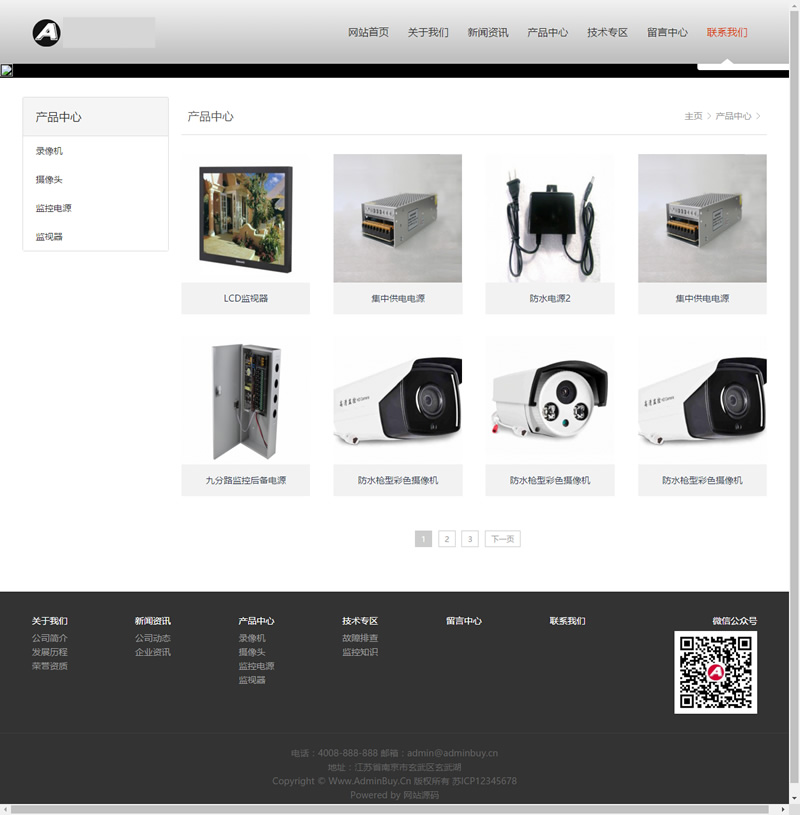 A
网站首页 关于我们 新闻资讯 产品中心 技术专区 留言中心 联系我们
产品中心
录像机
摄像头
监控电源
监视器
产品中心
主页 > 产品中心 >
LCD监视器
集中供电电源
防水电源2
集中供电电源
九分路监控后备电源
防水枪型彩色摄像机
防水枪型彩色摄像机
防水枪型彩色摄像机
1 2 3 下一页
关于我们
公司简介
发展历程
荣誉资质
新闻资讯
公司动态
企业资讯
产品中心
录像机
摄像头
监控电源
监视器
技术专区
故障排查
监控知识
留言中心
联系我们
微信公众号
电话：4008-888-888 邮箱：admin@adminbuy.cn
地址：江苏省南京市玄武区玄武湖
Copyright © Www.AdminBuy.Cn 版权所有 苏ICP12345678
Powered by 网站源码